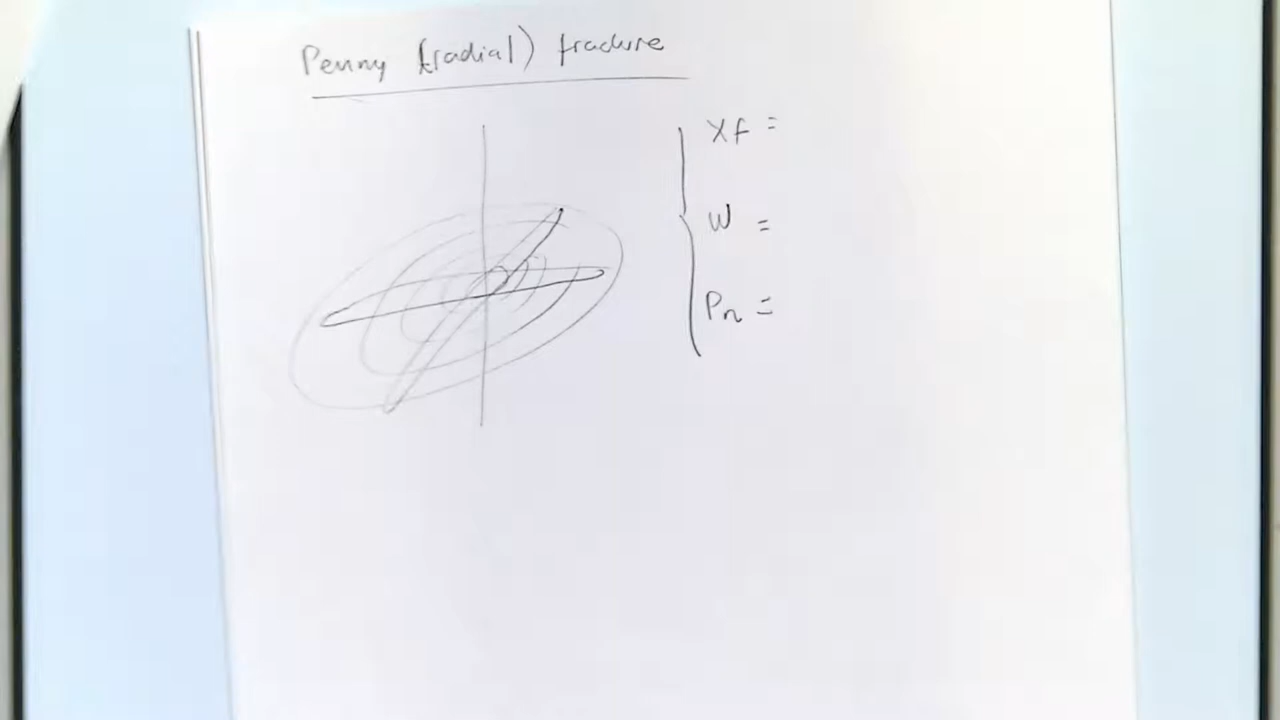 Penny (radial) fracture
xf =
w =
Pn =